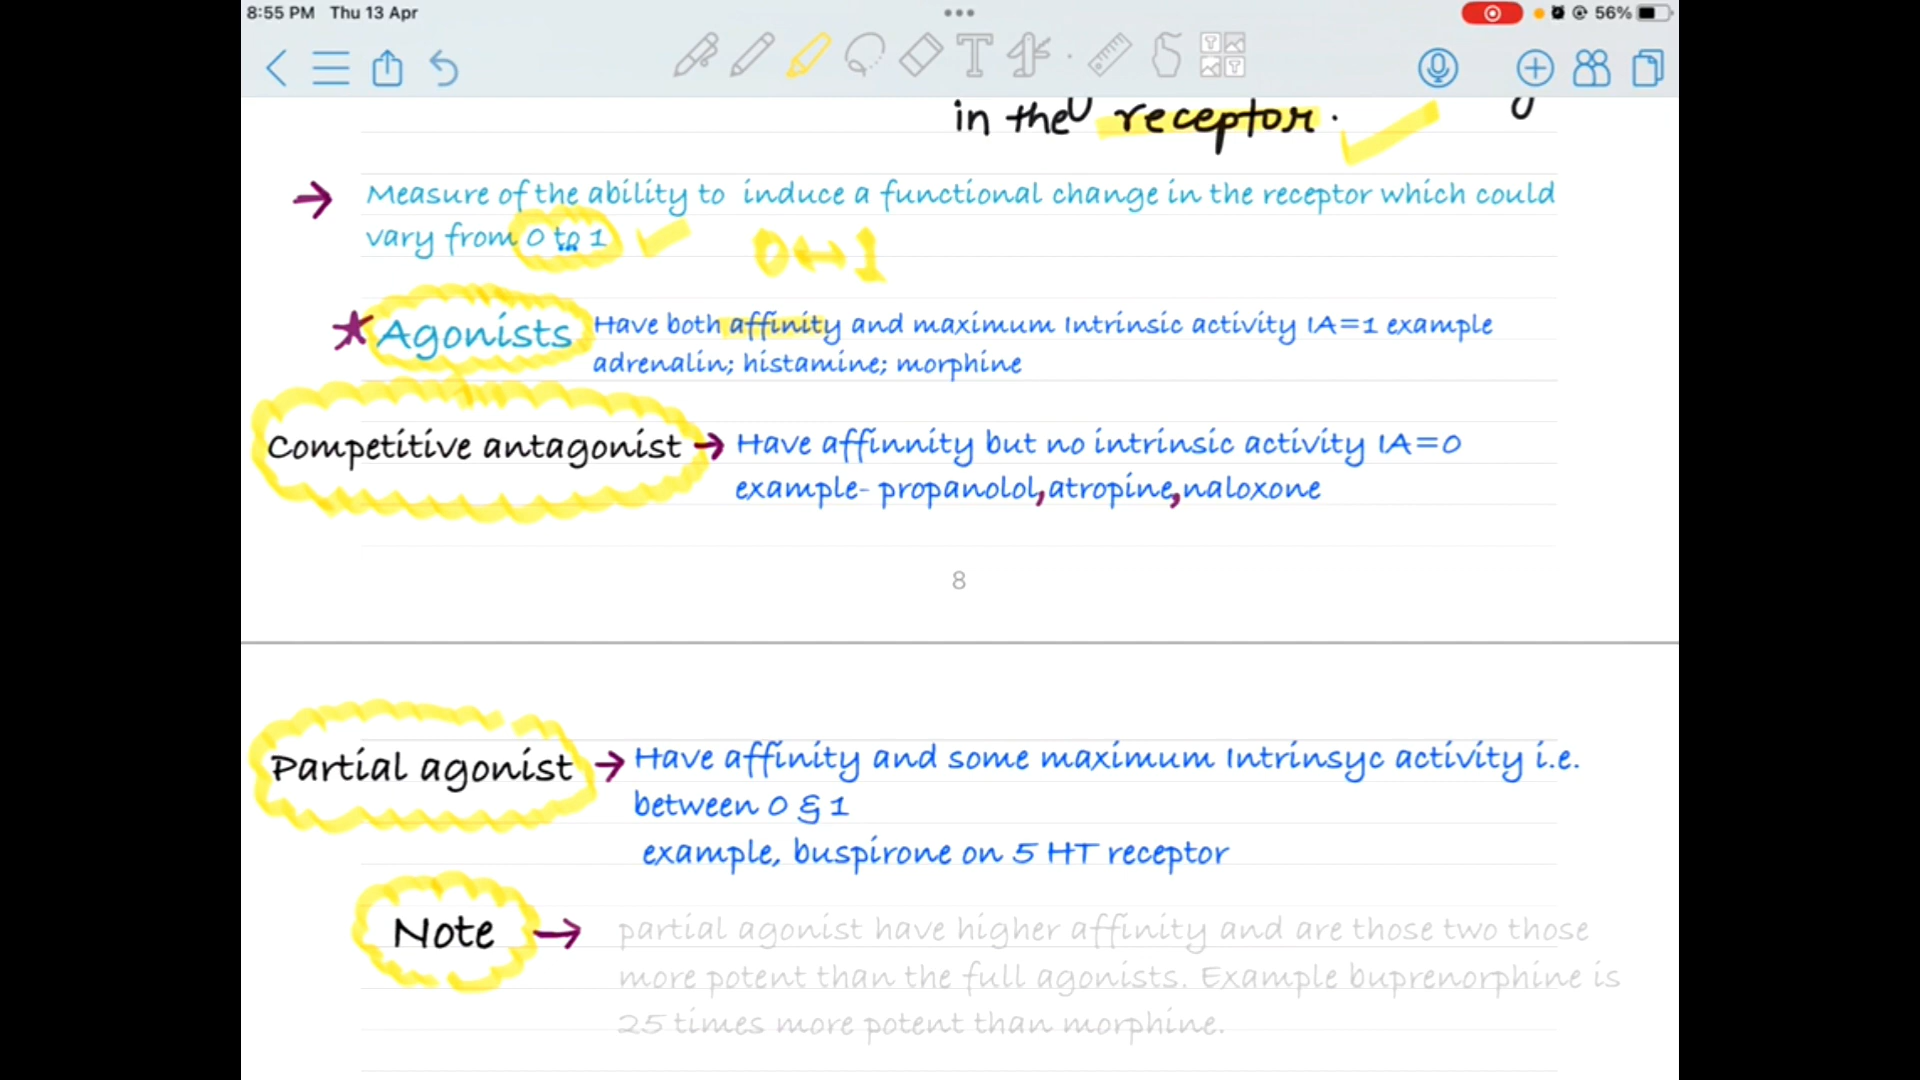 8:55 PM Thu 13 Apr
56%
in the receptor.
Measure of the ability to induce a functional change in the receptor which could
vary from 0 to 1
0↔1
Agonists
Have both affinity and maximum Intrinsic activity IA=1 example
adrenalin; histamine; morphine
Competitive antagonist → Have affinnity but no intrinsic activity IA=0
example- propanolol, atropine, naloxone
8
Partial agonist → Have affinity and some maximum Intrinsyc activity i.e.
between 0 & 1
example, buspirone on 5 HT receptor
Note →
partial agonist have higher affinity and are those two those
more potent than the full agonists. Example buprenorphine is
25 times more potent than morphine.